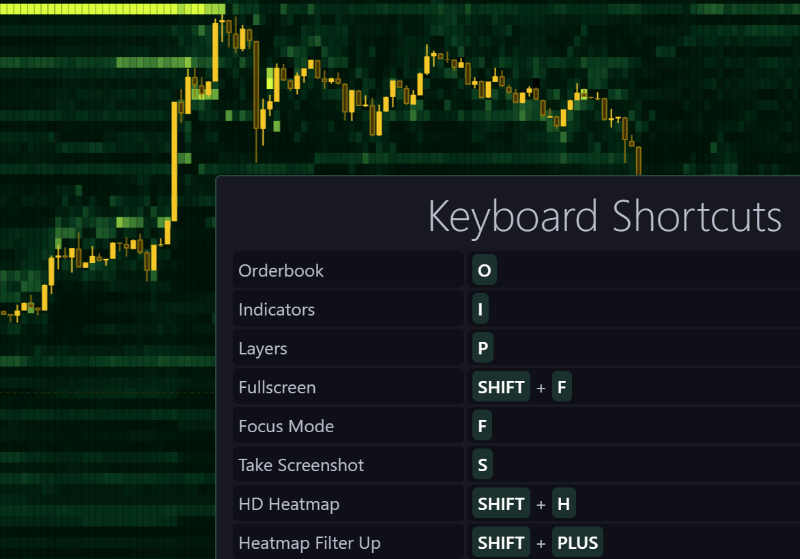 Keyboard Shortcuts
Orderbook O
Indicators I
Layers P
Fullscreen SHIFT + F
Focus Mode F
Take Screenshot S
HD Heatmap SHIFT + H
Heatmap Filter Up SHIFT + PLUS